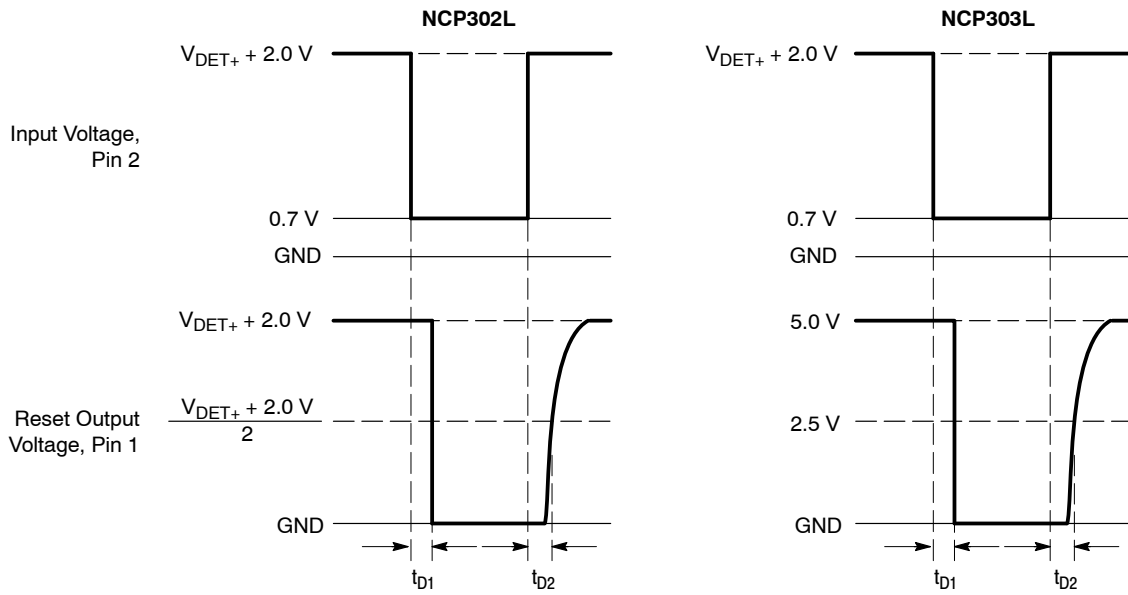 NCP302L
V_DET+ + 2.0 V
Input Voltage,
Pin 2
0.7 V
GND
V_DET+ + 2.0 V
Reset Output
Voltage, Pin 1
V_DET+ + 2.0 V
2
GND
t_D1
t_D2
NCP303L
V_DET+ + 2.0 V
0.7 V
GND
5.0 V
2.5 V
GND
t_D1
t_D2